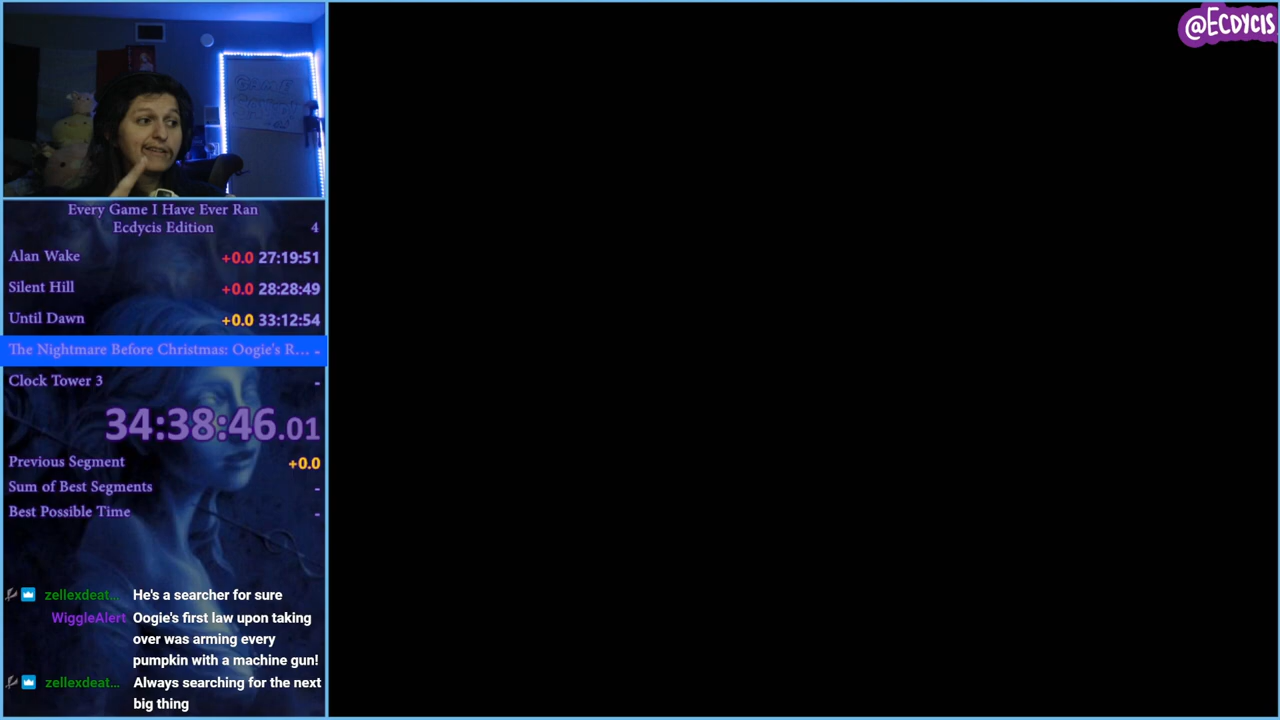 @ECDYCIS
GAME
Every Game I Have Ever Ran
Ecdycis Edition 4
Alan Wake +0.0 27:19:51
Silent Hill +0.0 28:28:49
Until Dawn +0.0 33:12:54
The Nightmare Before Christmas: Oogie's R... -
Clock Tower 3 -
34:38:46.01
Previous Segment +0.0
Sum of Best Segments -
Best Possible Time -
zellexdeat... He's a searcher for sure
WiggleAlert Oogie's first law upon taking
over was arming every
pumpkin with a machine gun!
zellexdeat... Always searching for the next
big thing